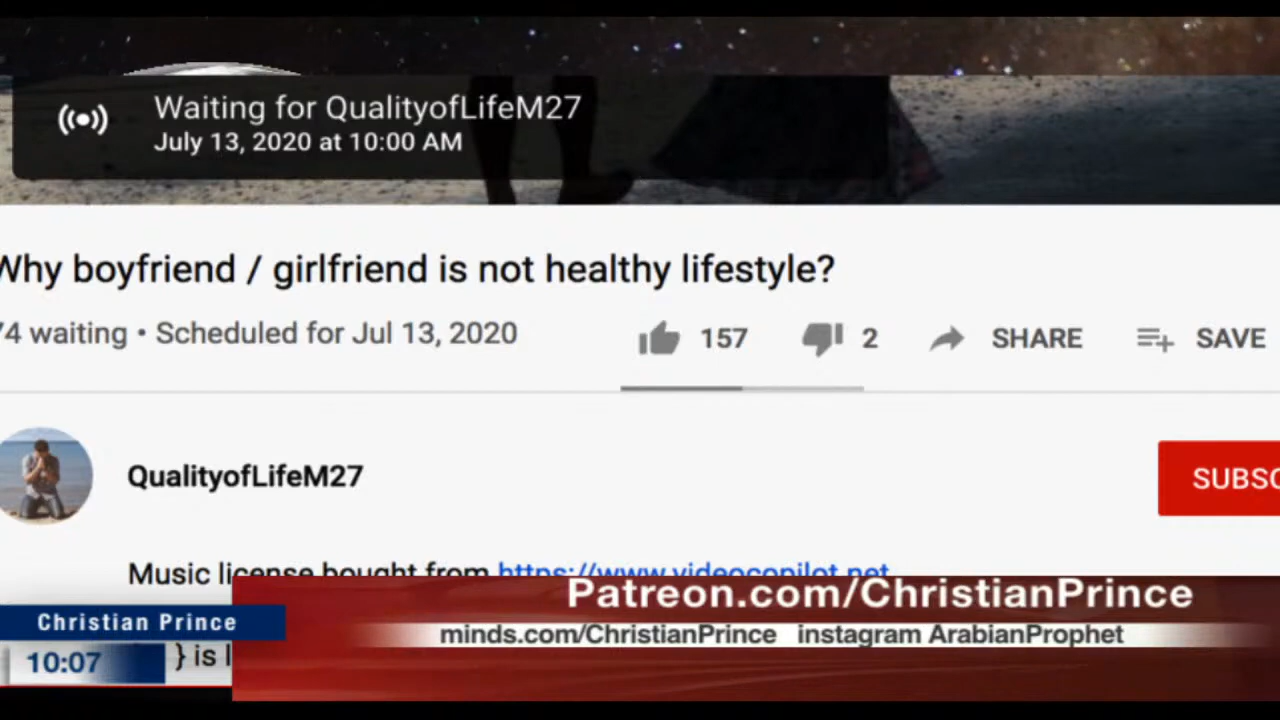 Waiting for QualityofLifeM27
July 13, 2020 at 10:00 AM
Why boyfriend / girlfriend is not healthy lifestyle?
74 waiting • Scheduled for Jul 13, 2020
157
2
SHARE
SAVE
QualityofLifeM27
SUBSC
Music license bought from https://www.videocopilot.net
Patreon.com/ChristianPrince
Christian Prince
minds.com/ChristianPrince instagram ArabianProphet
10:07
} is